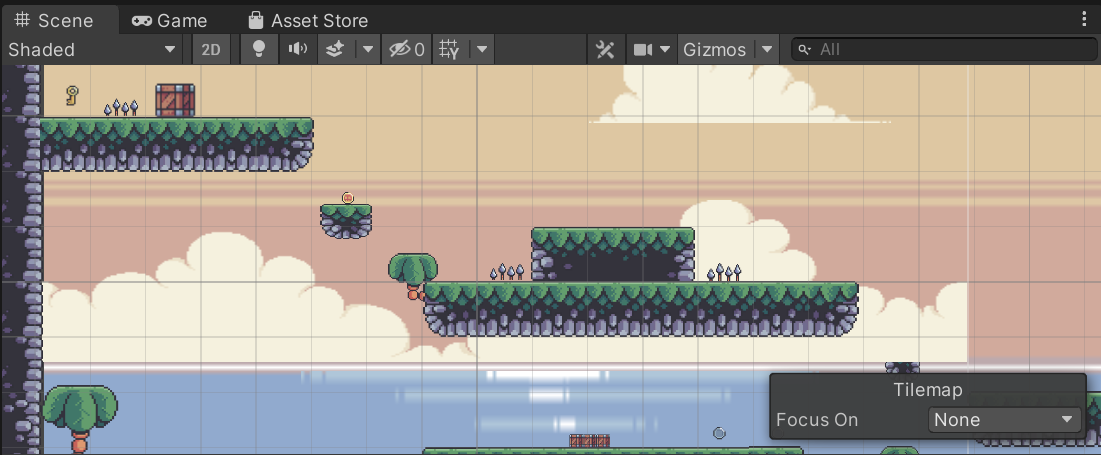 Scene Game Asset Store
Shaded 2D 0 Gizmos All
Tilemap
Focus On None